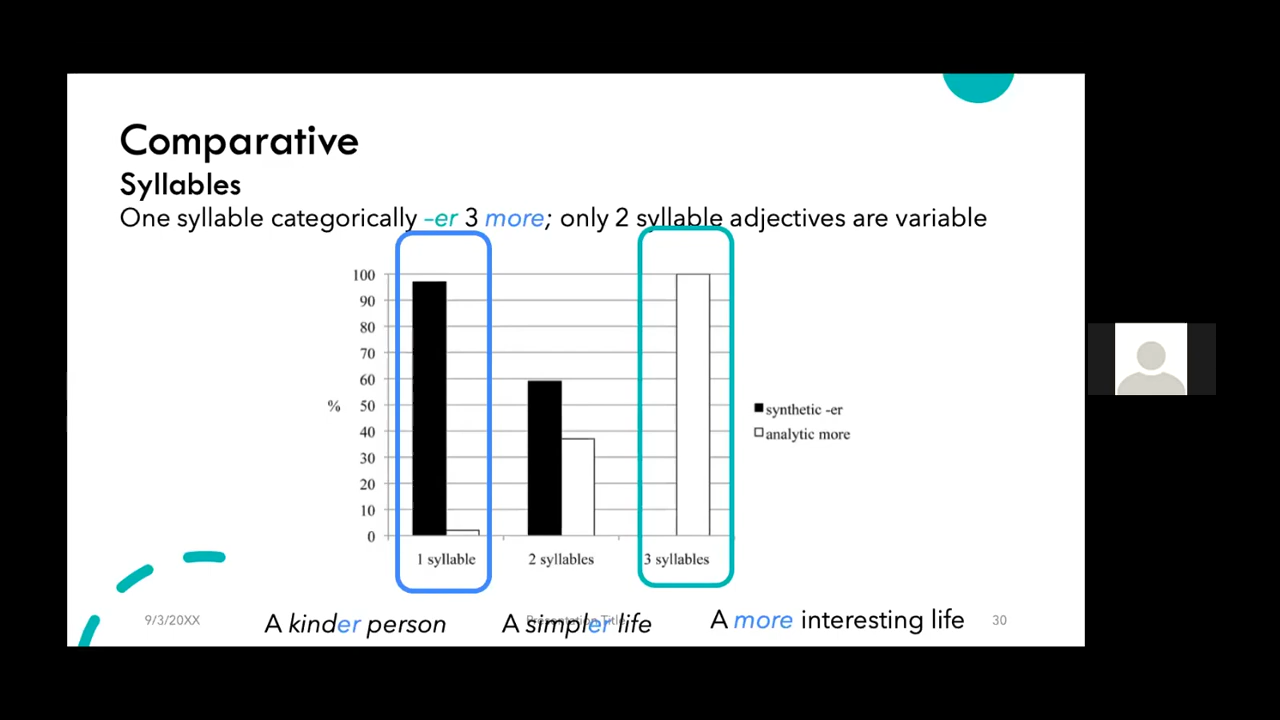 Comparative
Syllables
One syllable categorically –er 3 more; only 2 syllable adjectives are variable
100
90
80
70
60
% 50
40
30
20
10
0
synthetic -er
analytic more
1 syllable 2 syllables 3 syllables
9/3/20XX
A kinder person
Presentation Title
A simpler life
A more interesting life
30